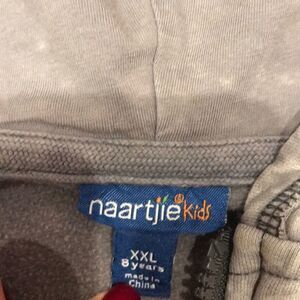 naartjie Kids
XXL
8 years
made in
China